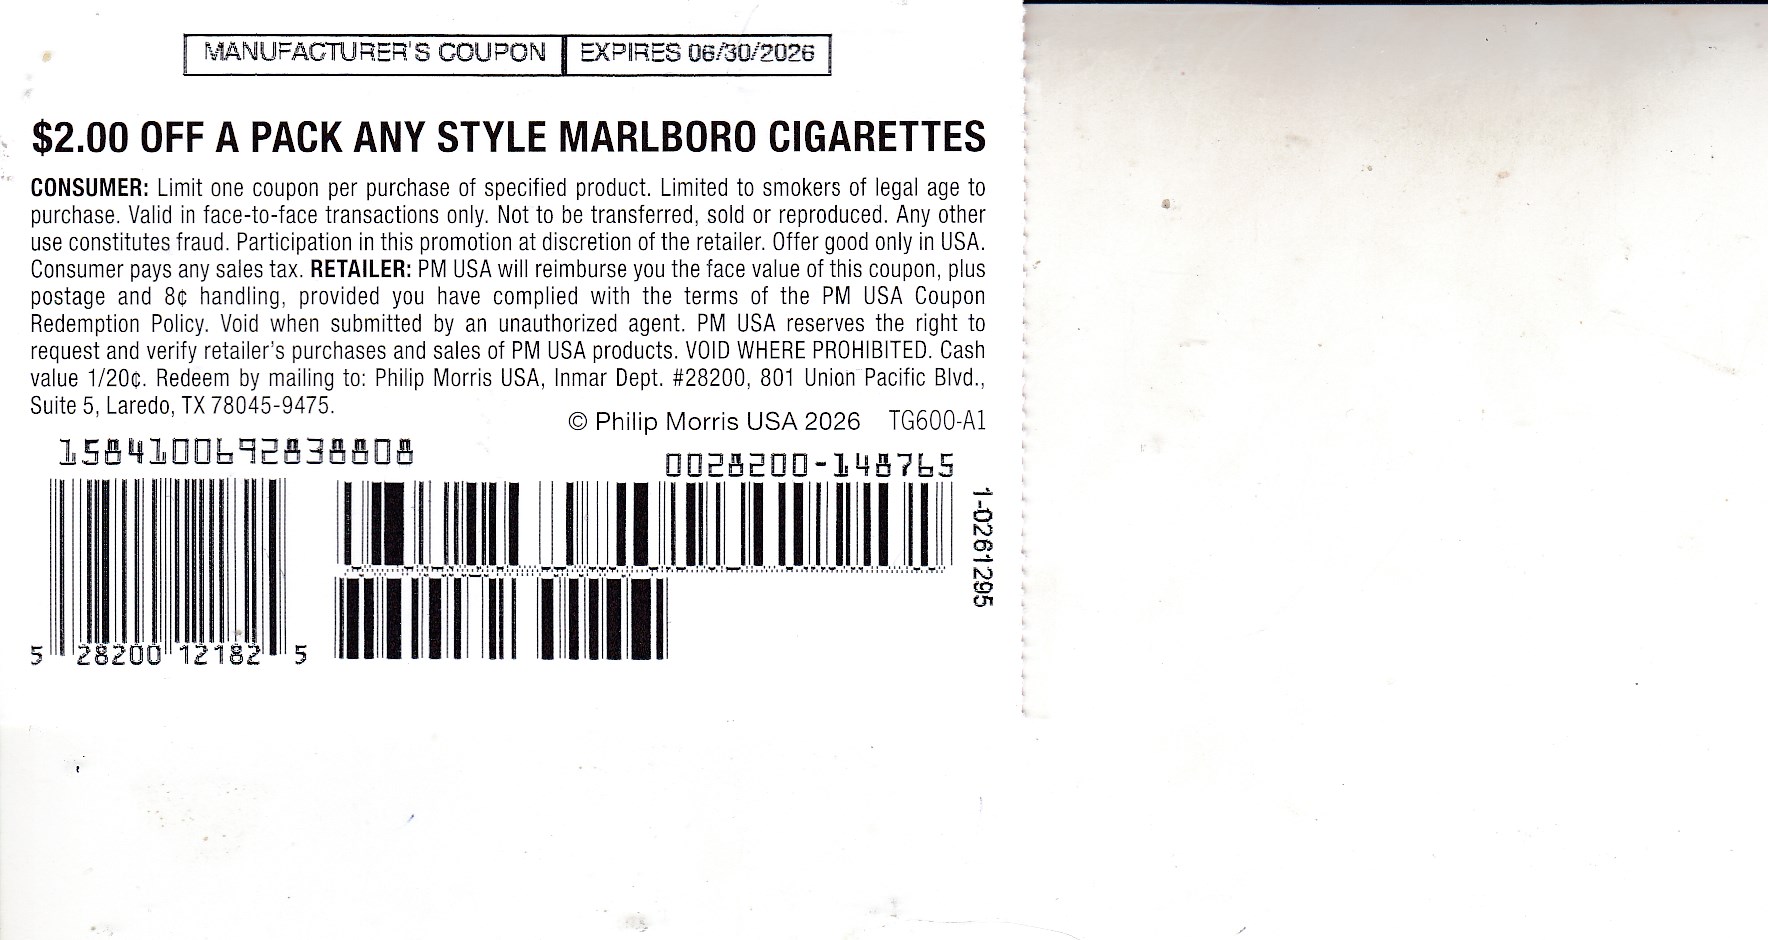 MANUFACTURER'S COUPON EXPIRES 06/30/2026
$2.00 OFF A PACK ANY STYLE MARLBORO CIGARETTES
CONSUMER: Limit one coupon per purchase of specified product. Limited to smokers of legal age to
purchase. Valid in face-to-face transactions only. Not to be transferred, sold or reproduced. Any other
use constitutes fraud. Participation in this promotion at discretion of the retailer. Offer good only in USA.
Consumer pays any sales tax. RETAILER: PM USA will reimburse you the face value of this coupon, plus
postage and 8¢ handling, provided you have complied with the terms of the PM USA Coupon
Redemption Policy. Void when submitted by an unauthorized agent. PM USA reserves the right to
request and verify retailer's purchases and sales of PM USA products. VOID WHERE PROHIBITED. Cash
value 1/20¢. Redeem by mailing to: Philip Morris USA, Inmar Dept. #28200, 801 Union Pacific Blvd.,
Suite 5, Laredo, TX 78045-9475.
© Philip Morris USA 2026 TG600-A1
1584100692838808
0028200-148765
1-0261295
5 28200 12182 5